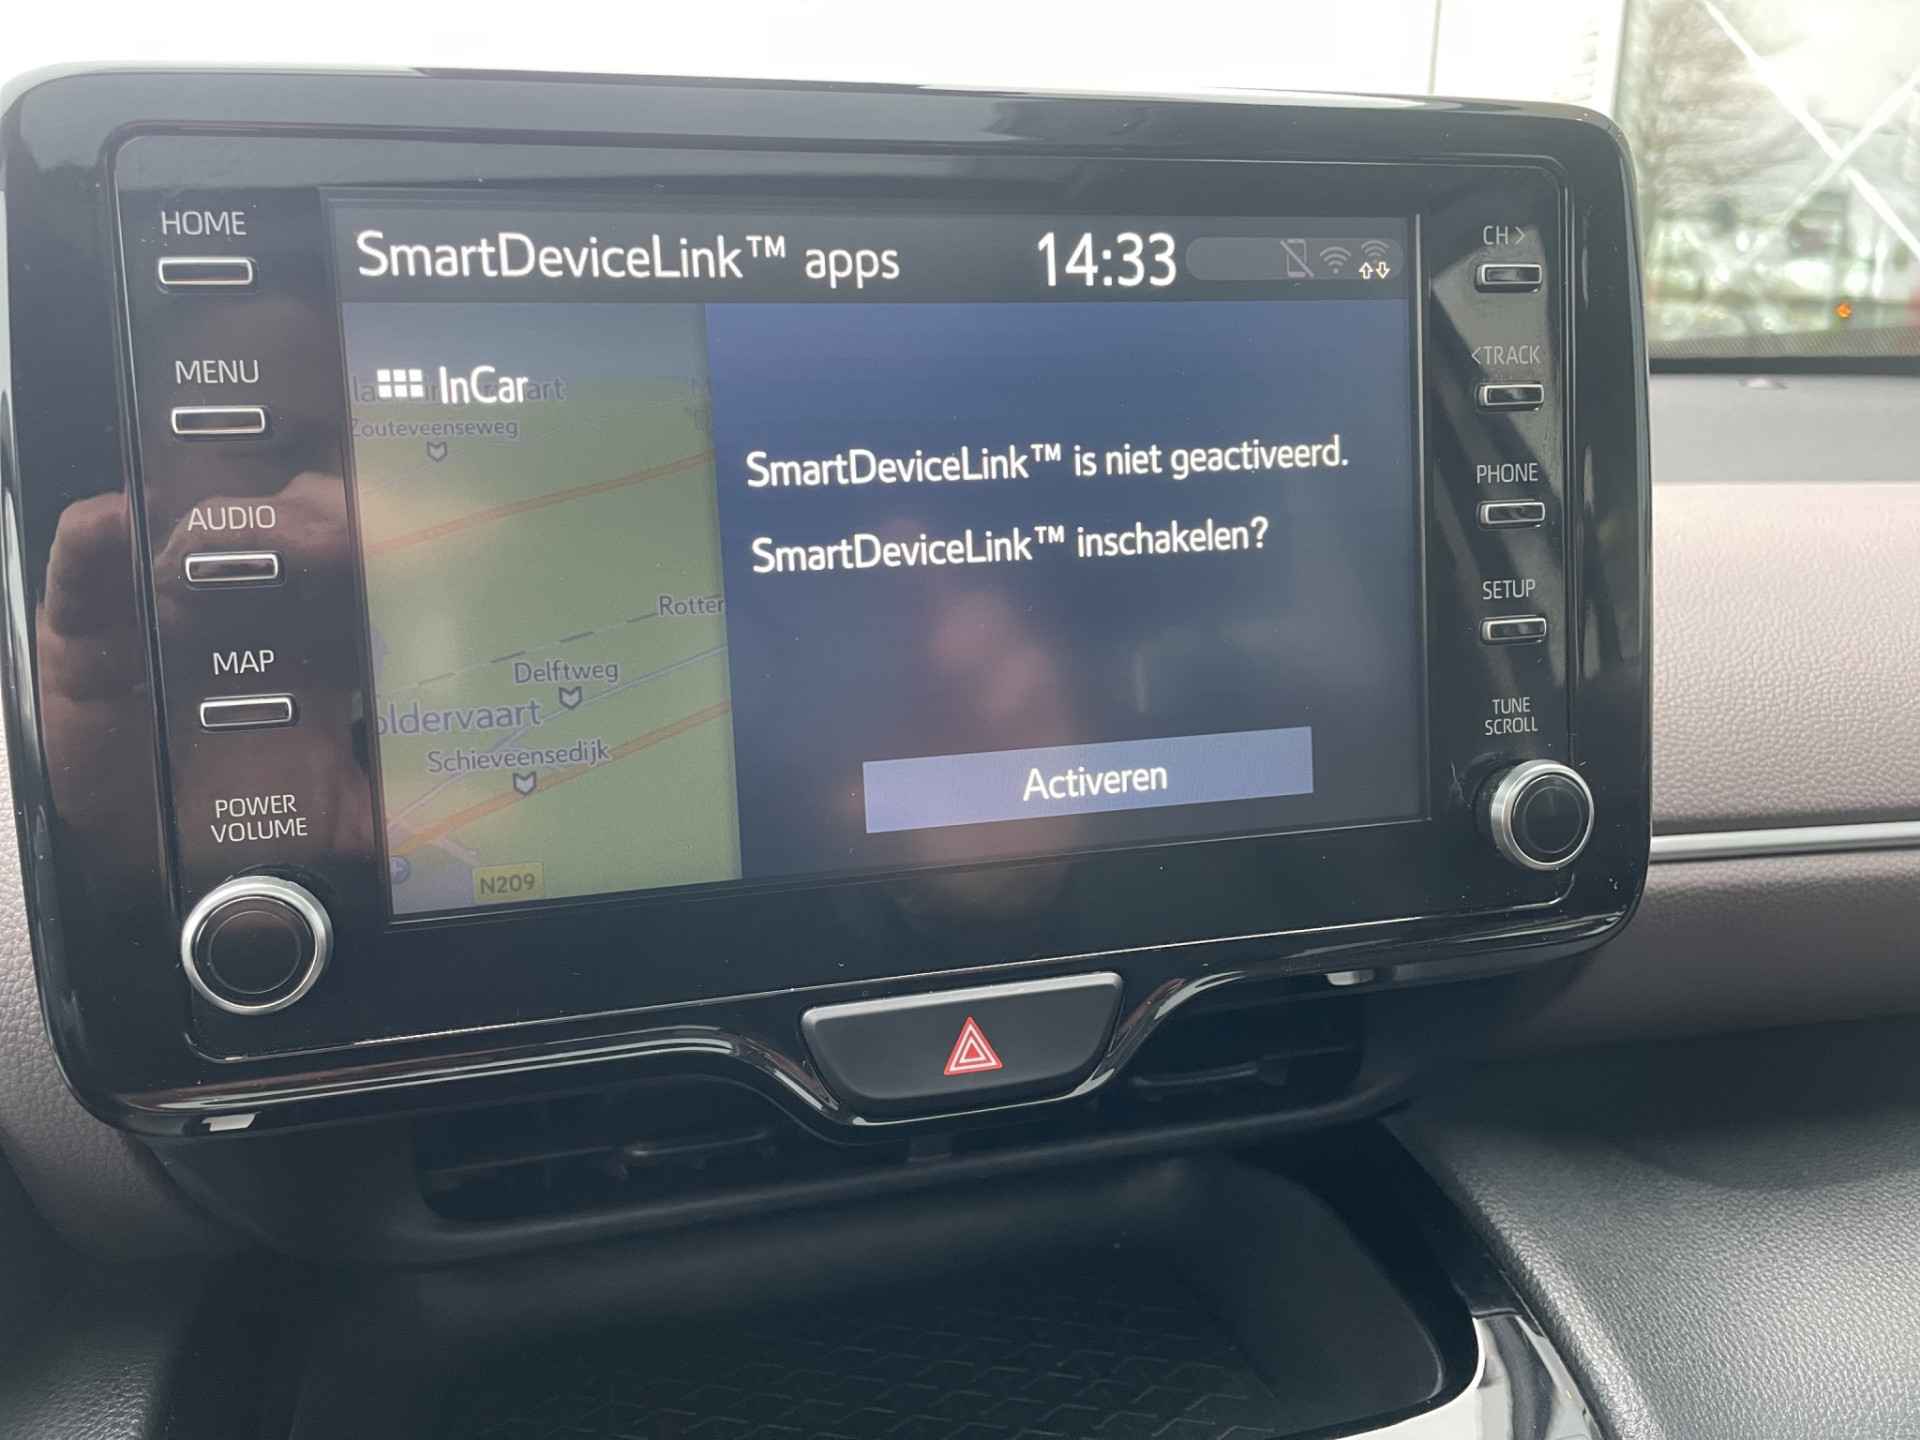 HOME
MENU
AUDIO
MAP
POWER
VOLUME
SmartDeviceLink™ apps
14:33
InCar
Zouteveenseweg
Rotter
Delftweg
oldervaart
Schieveensedijk
N209
SmartDeviceLink™ is niet geactiveerd.
SmartDeviceLink™ inschakelen?
Activeren
CH>
<TRACK
PHONE
SETUP
TUNE
SCROLL